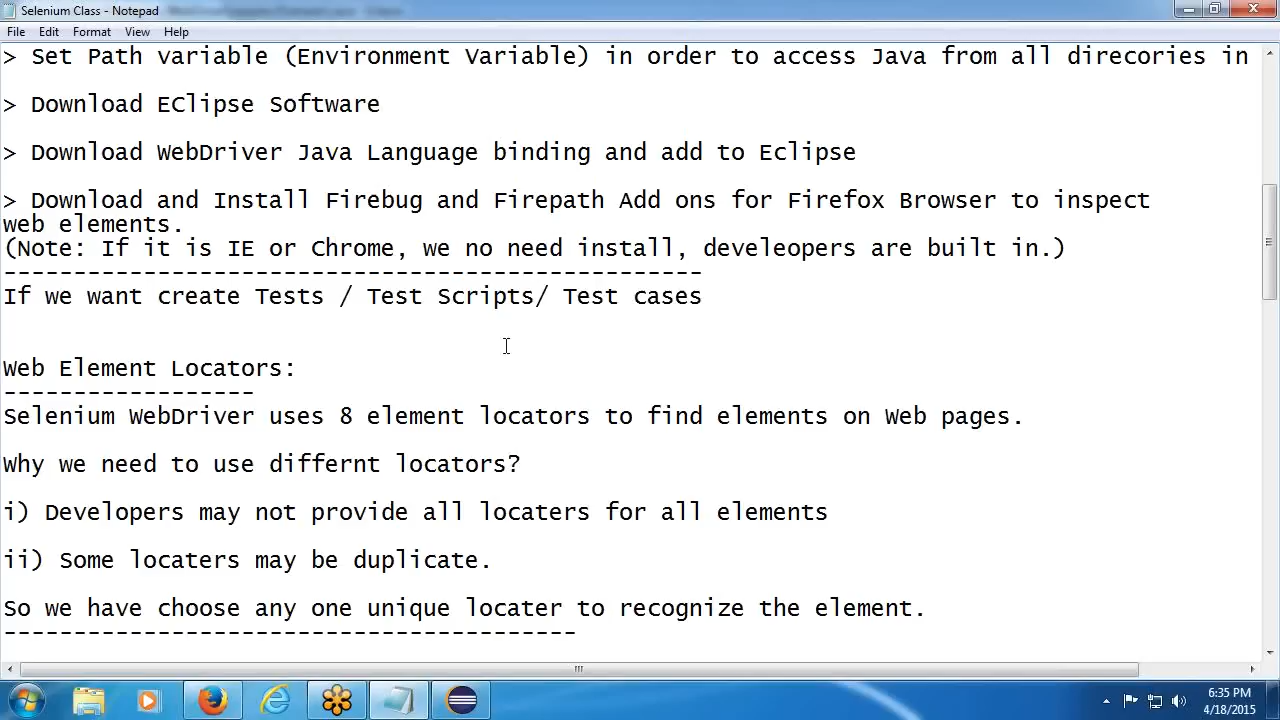 Selenium Class - Notepad
File Edit Format View Help
> Set Path variable (Environment Variable) in order to access Java from all direcories in
> Download EClipse Software
> Download WebDriver Java Language binding and add to Eclipse
> Download and Install Firebug and Firepath Add ons for Firefox Browser to inspect
web elements.
(Note: If it is IE or Chrome, we no need install, develeopers are built in.)
---------------------------------------------------
If we want create Tests / Test Scripts/ Test cases
Web Element Locators:
------------------
Selenium WebDriver uses 8 element locators to find elements on Web pages.
Why we need to use differnt locators?
i) Developers may not provide all locaters for all elements
ii) Some locaters may be duplicate.
So we have choose any one unique locater to recognize the element.
-----------------------------------------
6:35 PM
4/18/2015